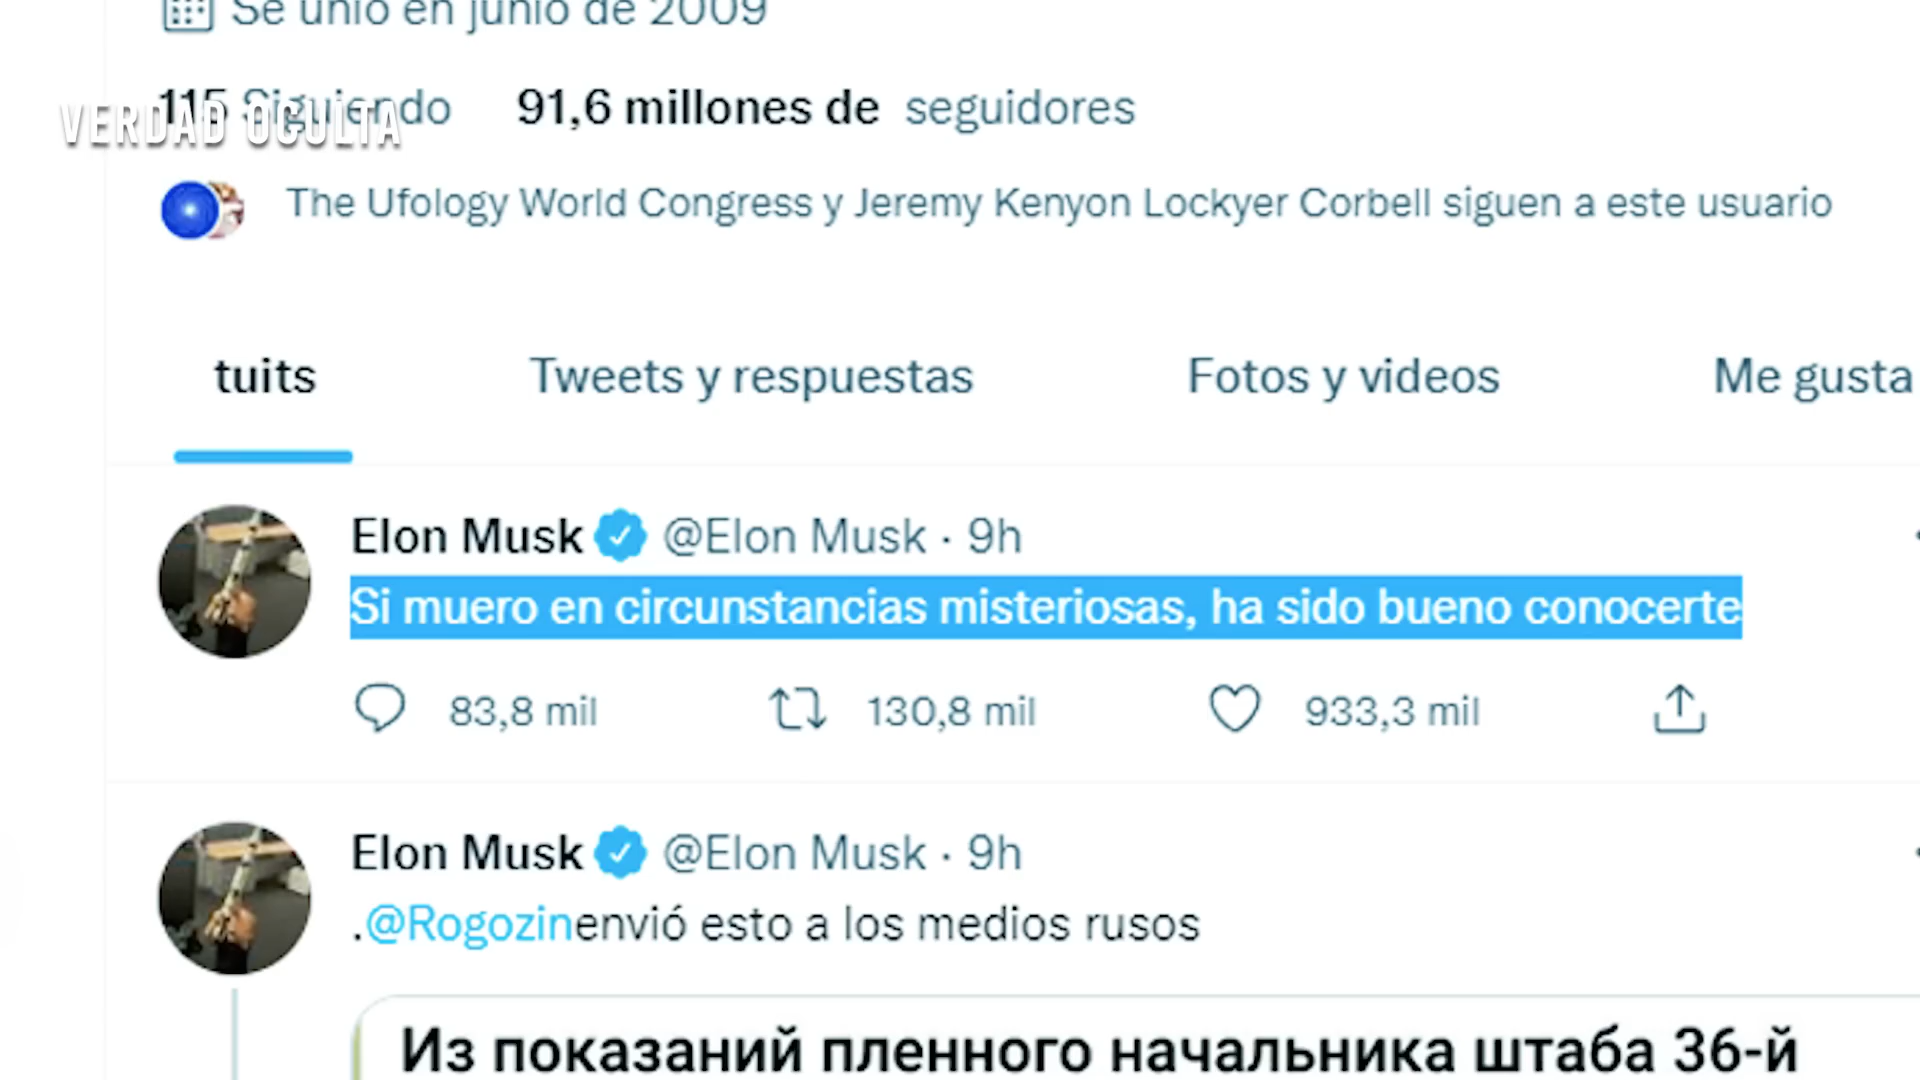 Se unió en junio de 2009
115 Siguiendo 91,6 millones de seguidores
VERDAD OCULTA
The Ufology World Congress y Jeremy Kenyon Lockyer Corbell siguen a este usuario
tuits Tweets y respuestas Fotos y videos Me gusta
Elon Musk @Elon Musk · 9h
Si muero en circunstancias misteriosas, ha sido bueno conocerte
83,8 mil 130,8 mil 933,3 mil
Elon Musk @Elon Musk · 9h
.@Rogozinenvió esto a los medios rusos
Из показаний пленного начальника штаба 36-й